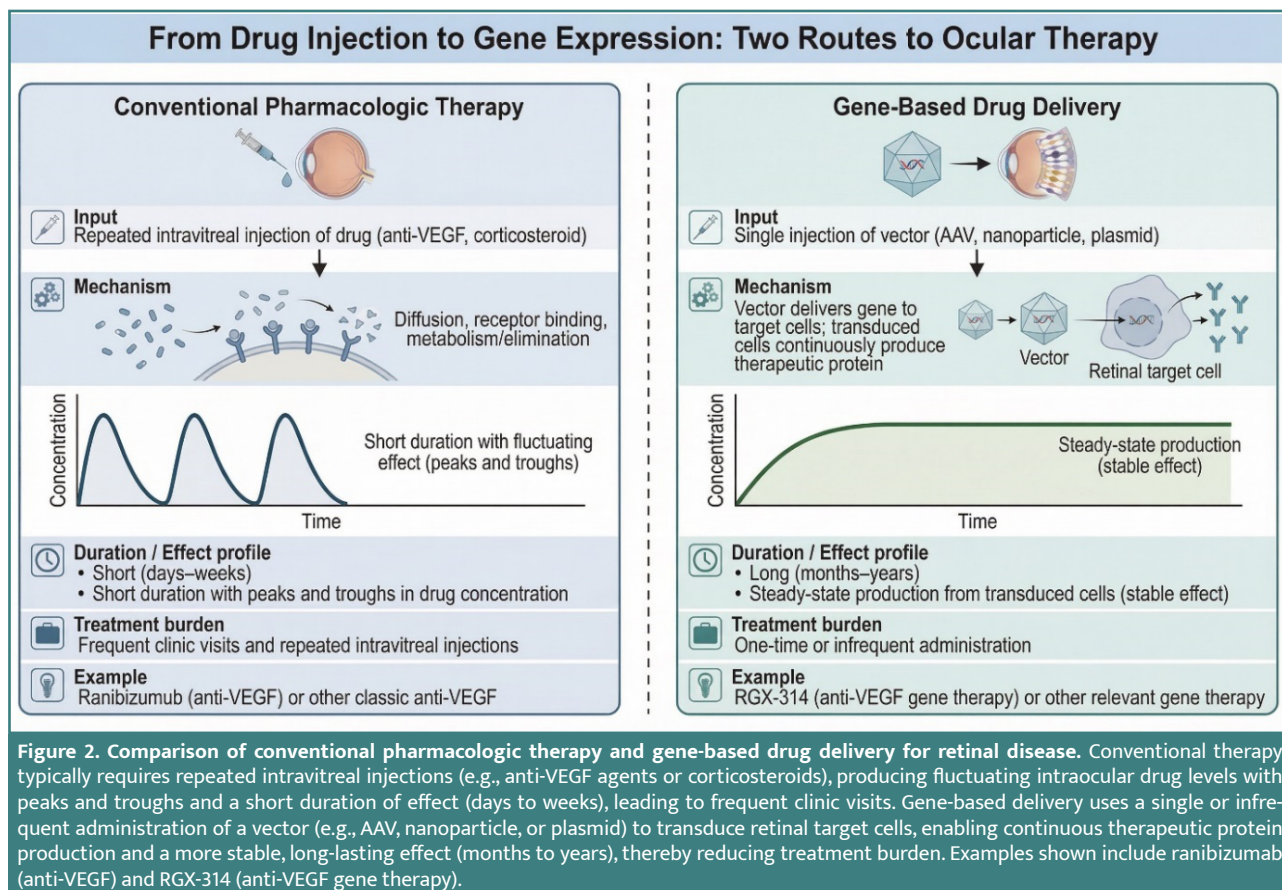 From Drug Injection to Gene Expression: Two Routes to Ocular Therapy
Conventional Pharmacologic Therapy
Input
Repeated intravitreal injection of drug (anti-VEGF, corticosteroid)
Mechanism
Diffusion, receptor binding,
metabolism/elimination
Concentration
Short duration with fluctuating
effect (peaks and troughs)
Time
Duration / Effect profile
• Short (days–weeks)
• Short duration with peaks and troughs in drug concentration
Treatment burden
Frequent clinic visits and repeated intravitreal injections
Example
Ranibizumab (anti-VEGF) or other classic anti-VEGF
Gene-Based Drug Delivery
Input
Single injection of vector (AAV, nanoparticle, plasmid)
Mechanism
Vector delivers gene to
target cells; transduced
cells continuously produce
therapeutic protein
Vector
Retinal target cell
Concentration
Steady-state production
(stable effect)
Time
Duration / Effect profile
• Long (months–years)
• Steady-state production from transduced cells (stable effect)
Treatment burden
One-time or infrequent administration
Example
RGX-314 (anti-VEGF gene therapy) or other relevant gene therapy
Figure 2. Comparison of conventional pharmacologic therapy and gene-based drug delivery for retinal disease. Conventional therapy
typically requires repeated intravitreal injections (e.g., anti-VEGF agents or corticosteroids), producing fluctuating intraocular drug levels with
peaks and troughs and a short duration of effect (days to weeks), leading to frequent clinic visits. Gene-based delivery uses a single or infre-
quent administration of a vector (e.g., AAV, nanoparticle, or plasmid) to transduce retinal target cells, enabling continuous therapeutic protein
production and a more stable, long-lasting effect (months to years), thereby reducing treatment burden. Examples shown include ranibizumab
(anti-VEGF) and RGX-314 (anti-VEGF gene therapy).